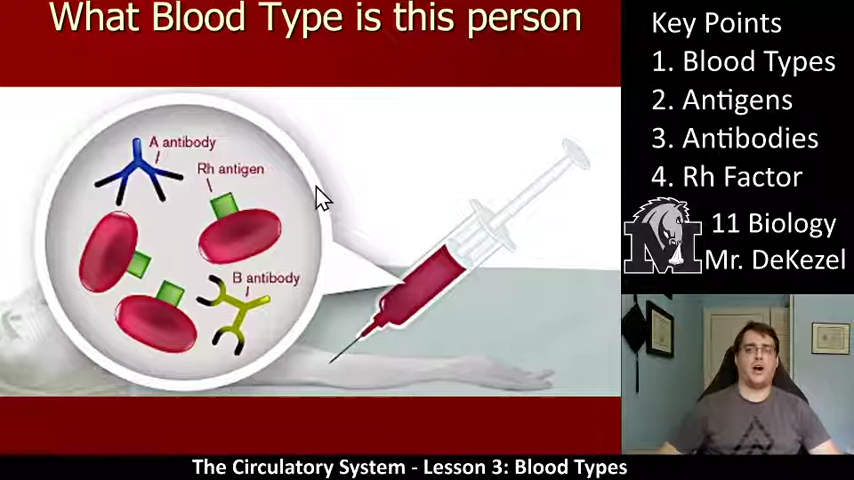 What Blood Type is this person
A antibody
Rh antigen
B antibody
Key Points
1. Blood Types
2. Antigens
3. Antibodies
4. Rh Factor
M
11 Biology
Mr. DeKezel
The Circulatory System - Lesson 3: Blood Types